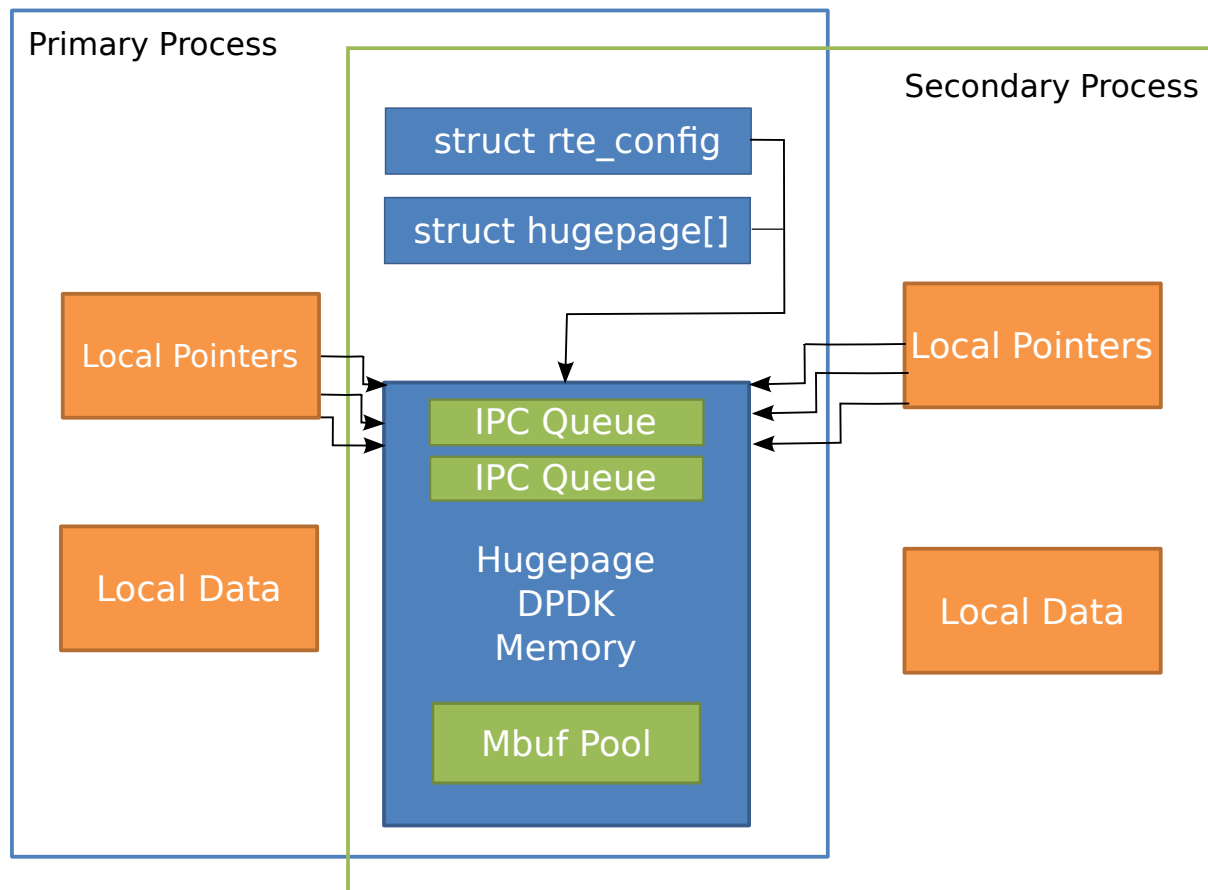 Primary Process
Secondary Process
struct rte_config
struct hugepage[]
Local Pointers
Local Pointers
IPC Queue
IPC Queue
Hugepage
DPDK
Memory
Local Data
Local Data
Mbuf Pool